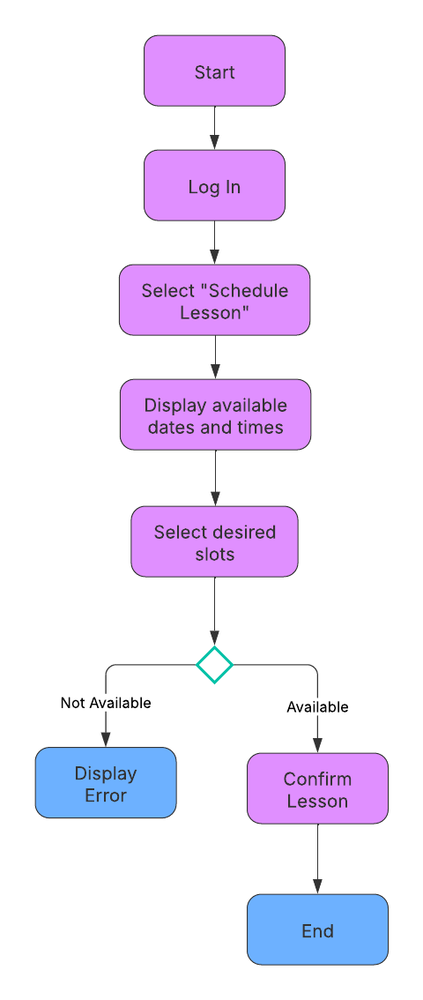 Start
Log In
Select "Schedule
Lesson"
Display available
dates and times
Select desired
slots
Not Available
Available
Display
Error
Confirm
Lesson
End